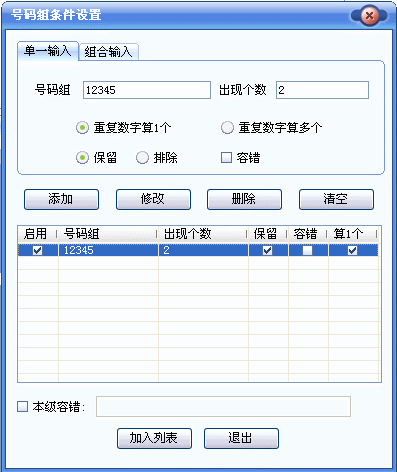 号码组条件设置
单一输入 组合输入
号码组 12345 出现个数 2
重复数字算1个 重复数字算多个
保留 排除 容错
添加 修改 删除 清空
启用 号码组 出现个数 保留 容错 算1个
12345 2
本级容错:
加入列表 退出